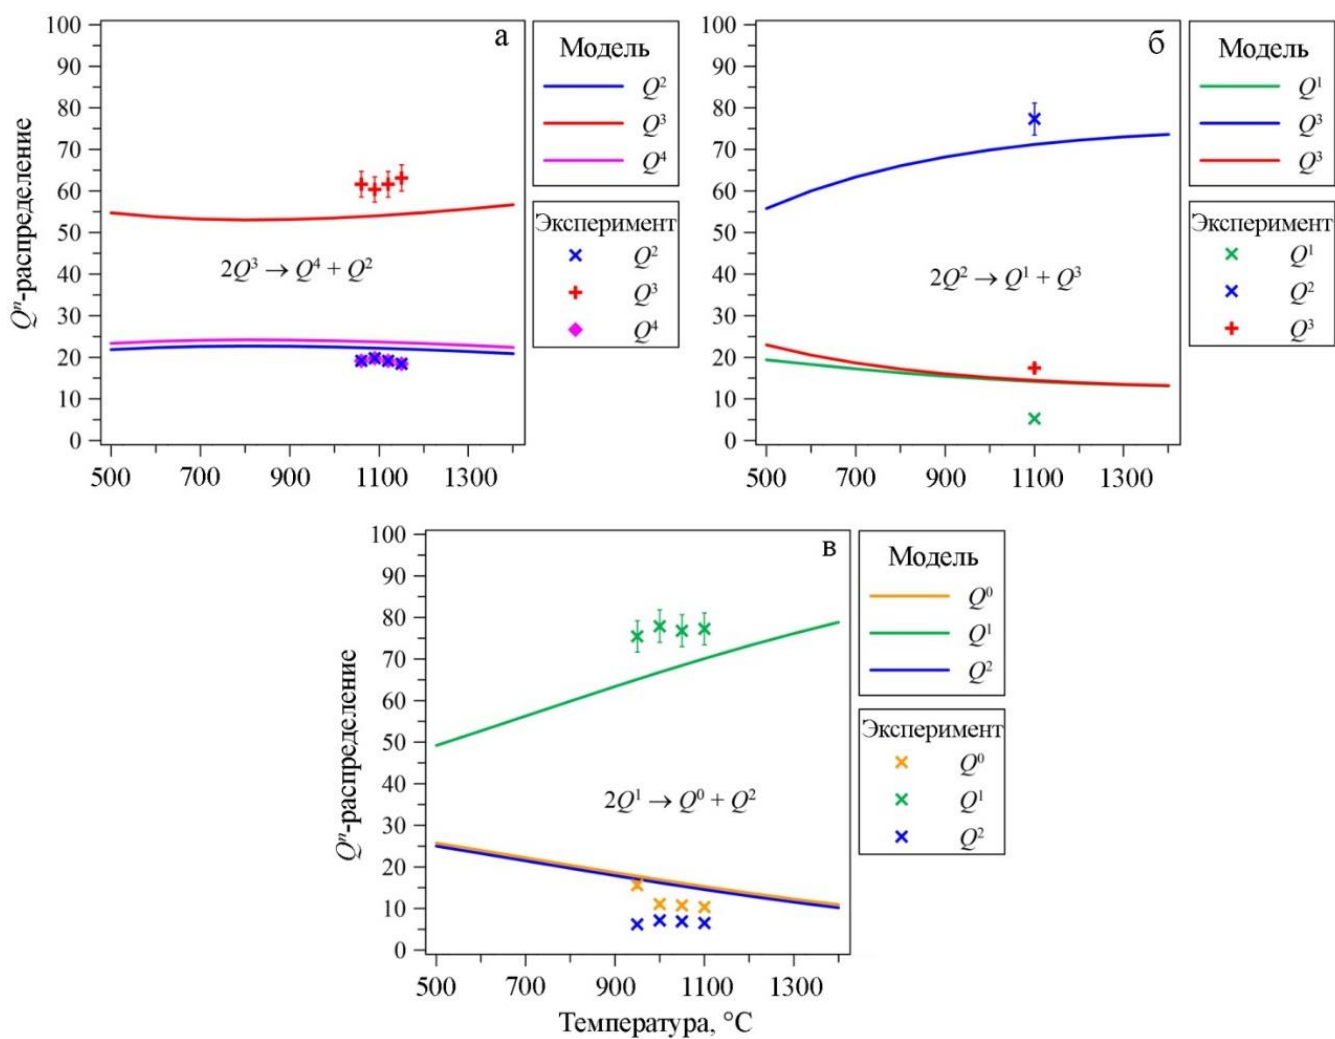 а
Qⁿ-распределение
100
90
80
70
60
50
40
30
20
10
0
2Q³ → Q⁴ + Q²
500 700 900 1100 1300
Модель
Q²
Q³
Q⁴
Эксперимент
Q²
Q³
Q⁴
б
100
90
80
70
60
50
40
30
20
10
0
2Q² → Q¹ + Q³
500 700 900 1100 1300
Модель
Q¹
Q³
Q³
Эксперимент
Q¹
Q²
Q³
в
Qⁿ-распределение
100
90
80
70
60
50
40
30
20
10
0
2Q¹ → Q⁰ + Q²
500 700 900 1100 1300
Температура, °C
Модель
Q⁰
Q¹
Q²
Эксперимент
Q⁰
Q¹
Q²